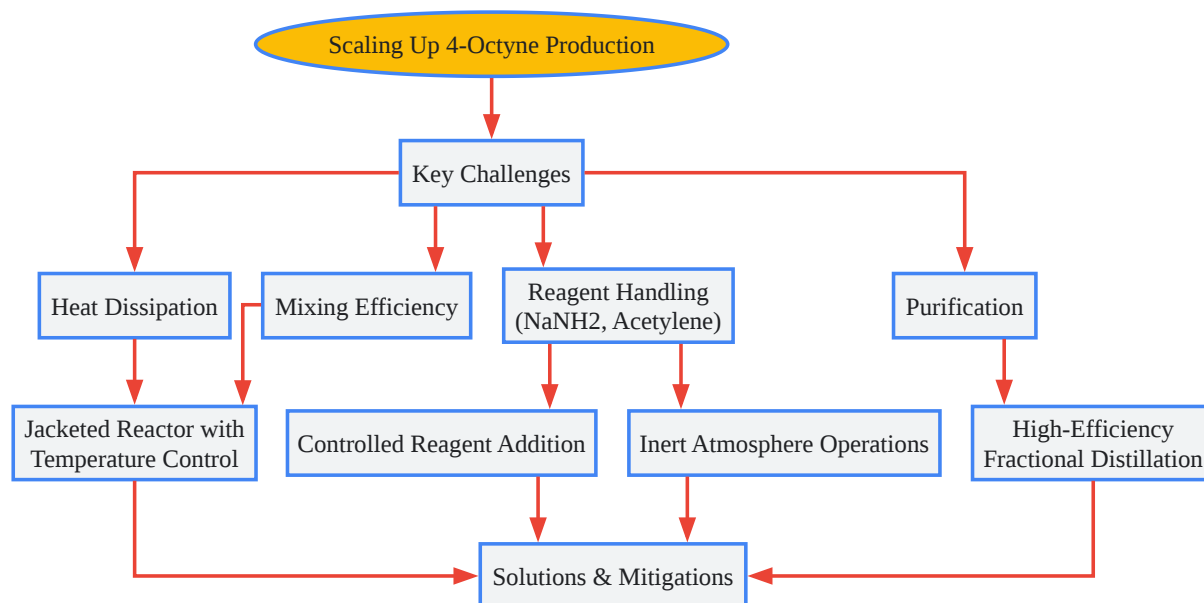 Scaling Up 4-Octyne Production
Key Challenges
Heat Dissipation
Mixing Efficiency
Reagent Handling
(NaNH2, Acetylene)
Purification
Jacketed Reactor with
Temperature Control
Controlled Reagent Addition
Inert Atmosphere Operations
High-Efficiency
Fractional Distillation
Solutions & Mitigations